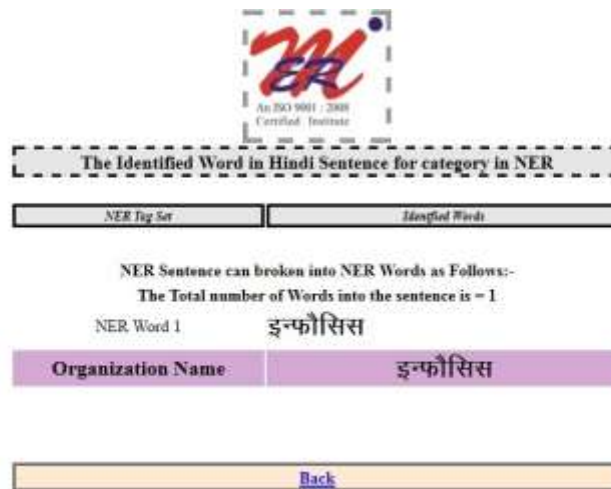 MER
An ISO 9001 : 2008
Certified Institute
The Identified Word in Hindi Sentence for category in NER
NER Tag Set Identfied Words
NER Sentence can broken into NER Words as Follows:-
The Total number of Words into the sentence is = 1
NER Word 1 इन्फौसिस
Organization Name इन्फौसिस
Back